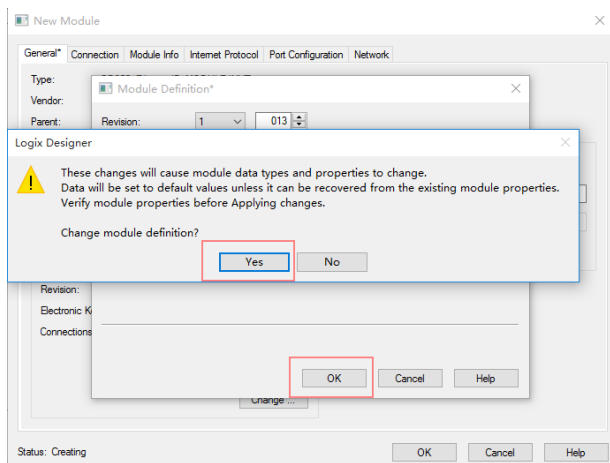 New Module
General* Connection Module Info Internet Protocol Port Configuration Network
Type:
Module Definition*
Vendor:
Parent:
Revision: 1 013
Logix Designer
These changes will cause module data types and properties to change.
Data will be set to default values unless it can be recovered from the existing module properties.
Verify module properties before Applying changes.
Change module definition?
Yes No
Revision:
Electronic K
Connections
OK Cancel Help
Change ...
Status: Creating OK Cancel Help